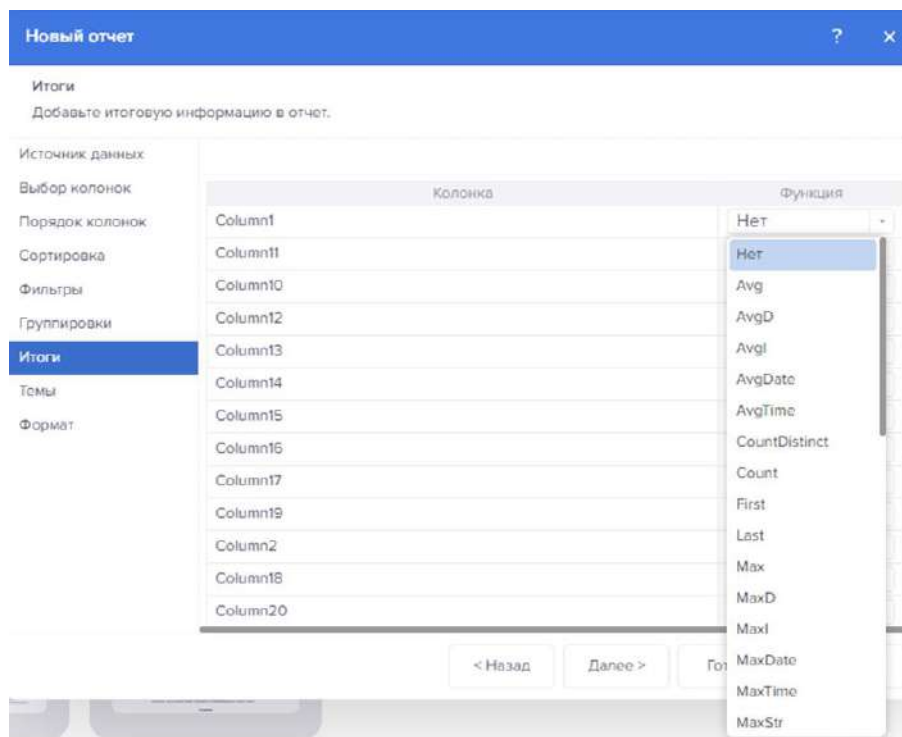 Новый отчет ? ×
Итоги
Добавьте итоговую информацию в отчет.
Источник данных
Выбор колонок
Порядок колонок
Сортировка
Фильтры
Группировки
Итоги
Темы
Формат
Колонка Функция
Column1 Нет
Column11
Column10
Column12
Column13
Column14
Column15
Column16
Column17
Column19
Column2
Column18
Column20
Нет
Avg
AvgD
AvgI
AvgDate
AvgTime
CountDistinct
Count
First
Last
Max
MaxD
MaxI
MaxDate
MaxTime
MaxStr
< Назад Далее >